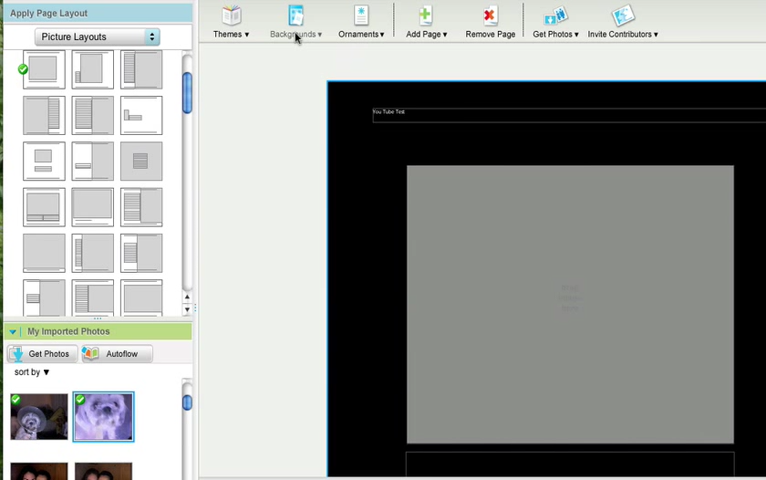 Apply Page Layout
Picture Layouts
Themes ▾ Backgrounds ▾ Ornaments ▾ Add Page ▾ Remove Page Get Photos ▾ Invite Contributors ▾
You Tube Test
My Imported Photos
Get Photos Autoflow
sort by ▼